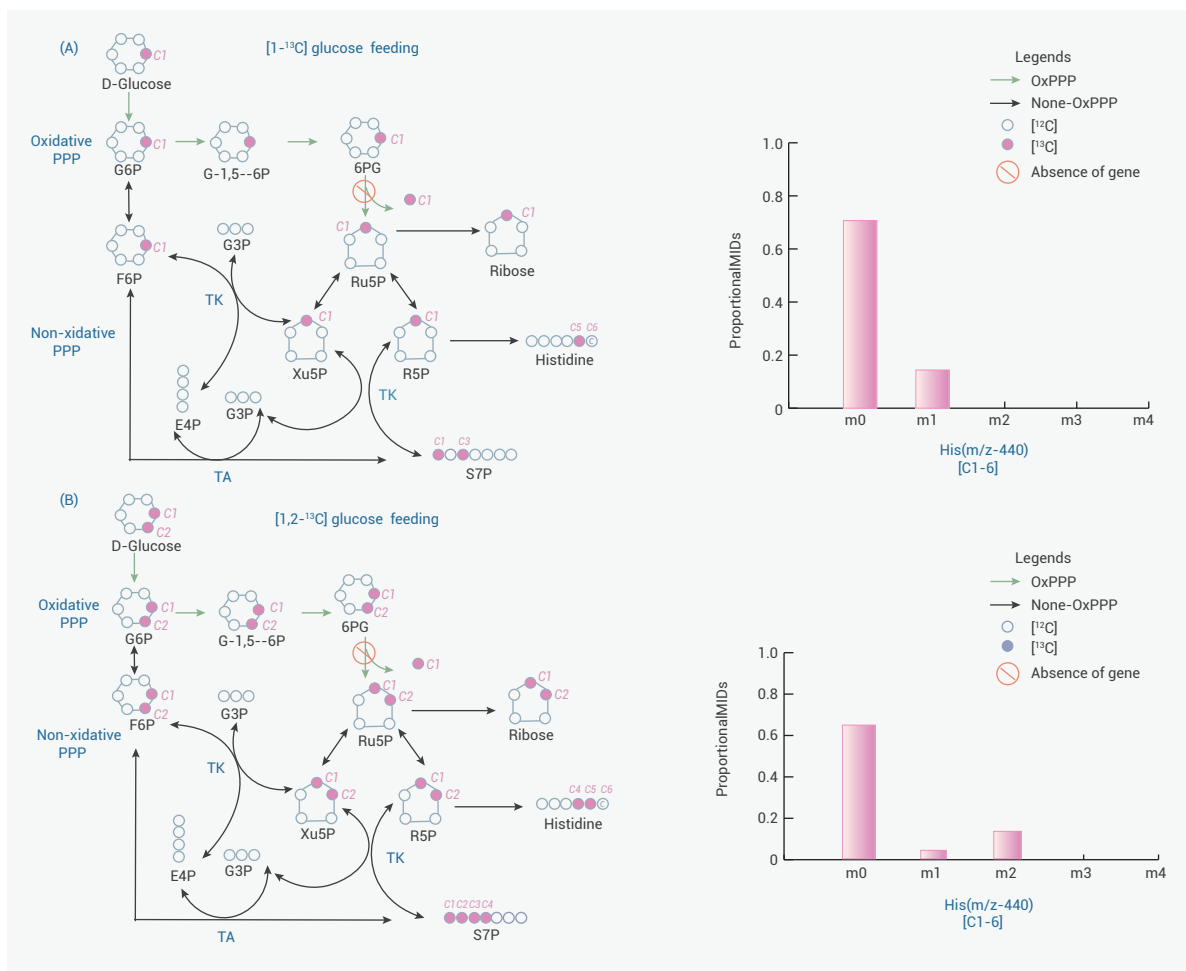 (A)
[1-¹³C] glucose feeding
C1
D-Glucose
Oxidative
PPP
C1
G6P
G-1,5--6P
C1
6PG
C1
C1
F6P
G3P
C1
Ru5P
C1
Ribose
TK
Non-xidative
PPP
C1
Xu5P
C1
R5P
C5 C6
C
Histidine
E4P
G3P
TK
TA
C1 C3
S7P
Legends
OxPPP
None-OxPPP
[¹²C]
[¹³C]
Absence of gene
ProportionalMIDs
1.0
0.8
0.6
0.4
0.2
0
m0 m1 m2 m3 m4
His(m/z-440)
[C1-6]
(B)
[1,2-¹³C] glucose feeding
C1
C2
D-Glucose
Oxidative
PPP
C1
C2
G6P
C1
C2
G-1,5--6P
C1
C2
6PG
C1
C1
C2
F6P
G3P
C1
C2
Ru5P
C1
C2
Ribose
Non-xidative
PPP
TK
C1
C2
Xu5P
C1
C2
R5P
C4 C5 C6
C
Histidine
E4P
G3P
TK
TA
C1C2C3C4
S7P
Legends
OxPPP
None-OxPPP
[¹²C]
[¹³C]
Absence of gene
ProportionalMIDs
1.0
0.8
0.6
0.4
0.2
0
m0 m1 m2 m3 m4
His(m/z-440)
[C1-6]